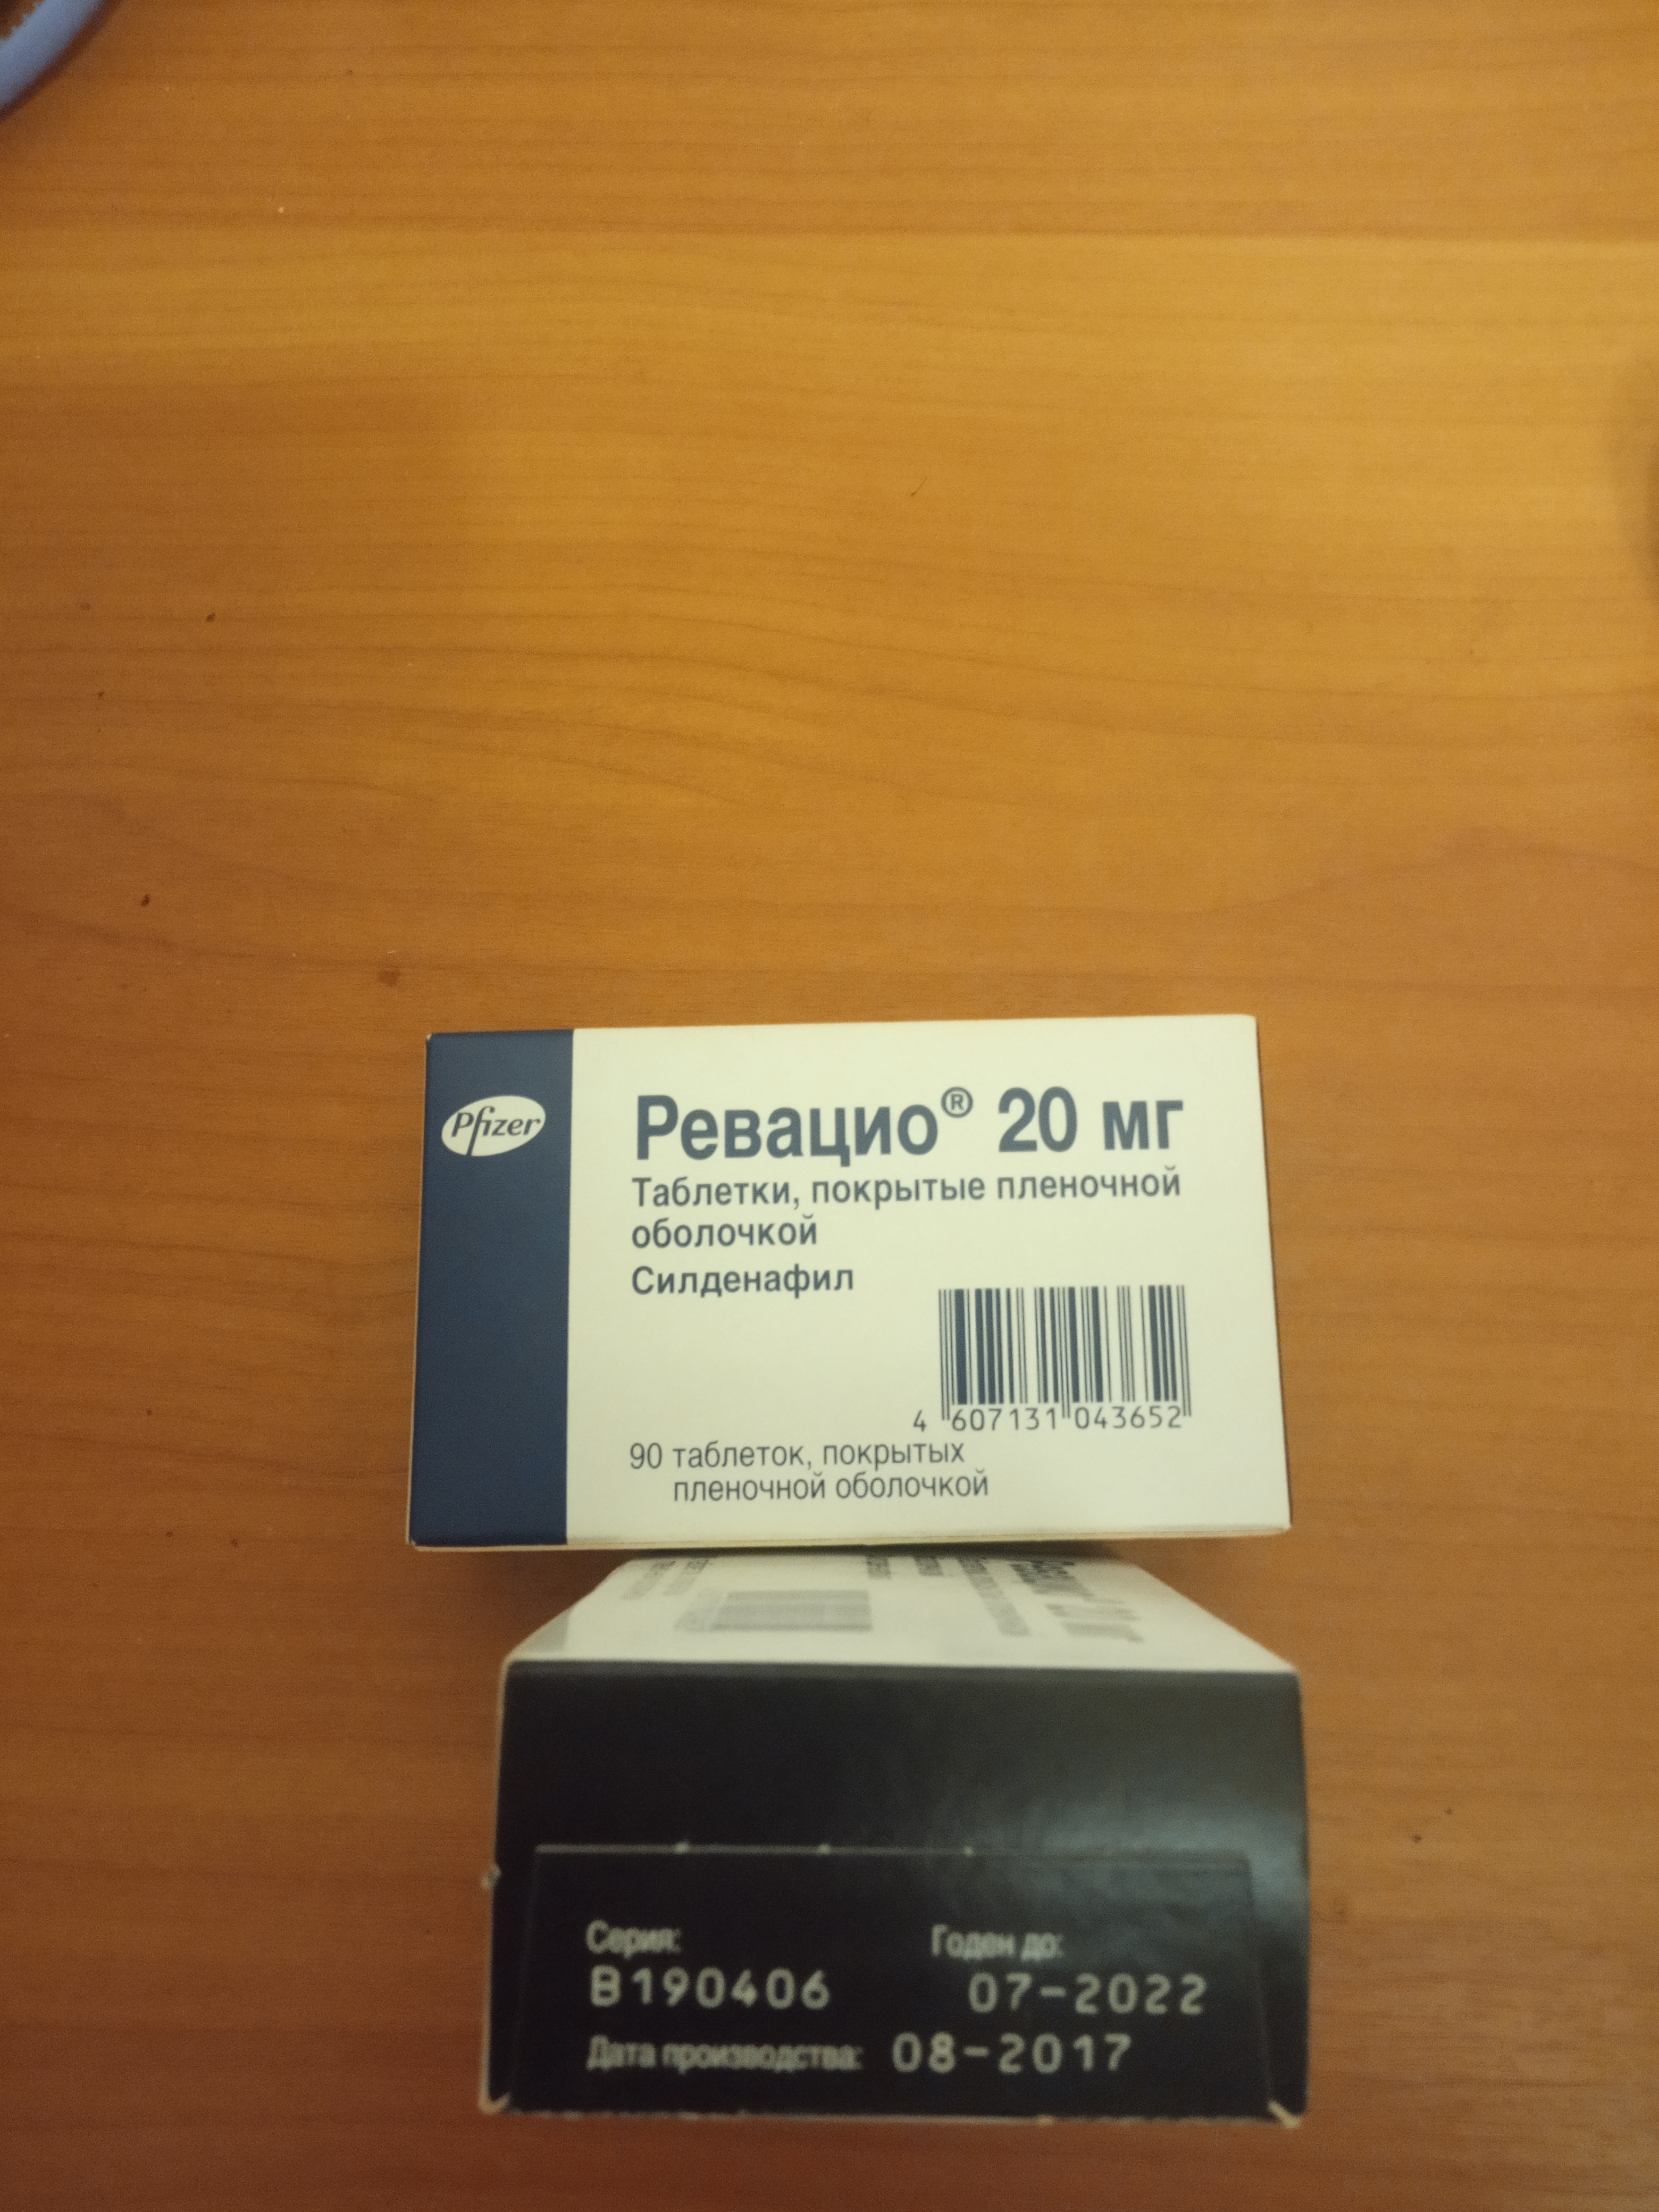 Pfizer
Ревацио® 20 мг
Таблетки, покрытые пленочной
оболочкой
Силденафил
4 607131 043652
90 таблеток, покрытых
пленочной оболочкой
Серия:
Годен до:
B190406
07-2022
Дата производства: 08-2017